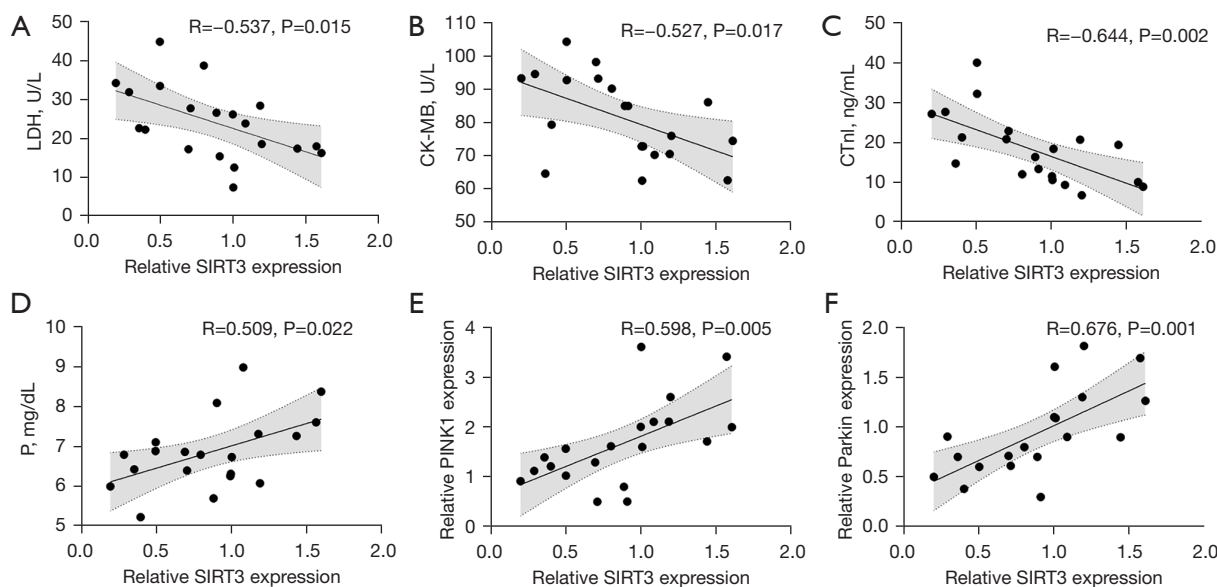 A
R=−0.537, P=0.015
LDH, U/L
50
40
30
20
10
0
0.0 0.5 1.0 1.5 2.0
Relative SIRT3 expression
B
R=−0.527, P=0.017
CK-MB, U/L
110
100
90
80
70
60
50
0.0 0.5 1.0 1.5 2.0
Relative SIRT3 expression
C
R=−0.644, P=0.002
CTnl, ng/mL
50
40
30
20
10
0
0.0 0.5 1.0 1.5 2.0
Relative SIRT3 expression
D
R=0.509, P=0.022
P, mg/dL
10
9
8
7
6
5
0.0 0.5 1.0 1.5 2.0
Relative SIRT3 expression
E
R=0.598, P=0.005
Relative PINK1 expression
4
3
2
1
0
0.0 0.5 1.0 1.5 2.0
Relative SIRT3 expression
F
R=0.676, P=0.001
Relative Parkin expression
2.0
1.5
1.0
0.5
0.0
0.0 0.5 1.0 1.5 2.0
Relative SIRT3 expression